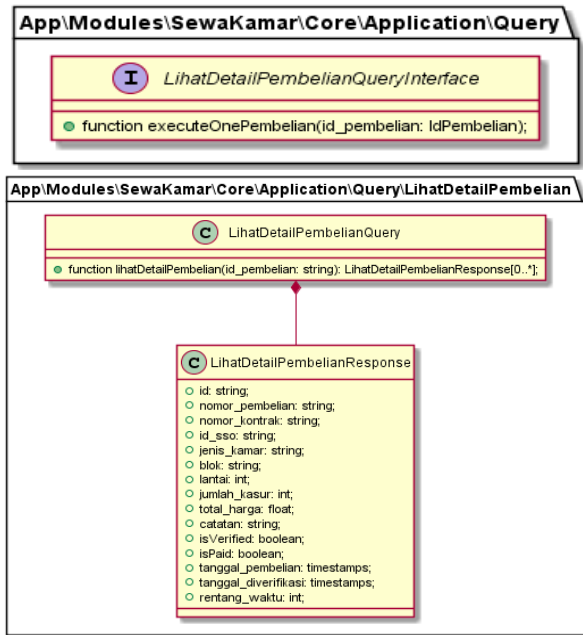 App\Modules\SewaKamar\Core\Application\Query
I LihatDetailPembelianQueryInterface
function executeOnePembelian(id_pembelian: IdPembelian);
App\Modules\SewaKamar\Core\Application\Query\LihatDetailPembelian
C LihatDetailPembelianQuery
function lihatDetailPembelian(id_pembelian: string): LihatDetailPembelianResponse[0..*];
C LihatDetailPembelianResponse
id: string;
nomor_pembelian: string;
nomor_kontrak: string;
id_sso: string;
jenis_kamar: string;
blok: string;
lantai: int;
jumlah_kasur: int;
total_harga: float;
catatan: string;
isVerified: boolean;
isPaid: boolean;
tanggal_pembelian: timestamps;
tanggal_diverifikasi: timestamps;
rentang_waktu: int;